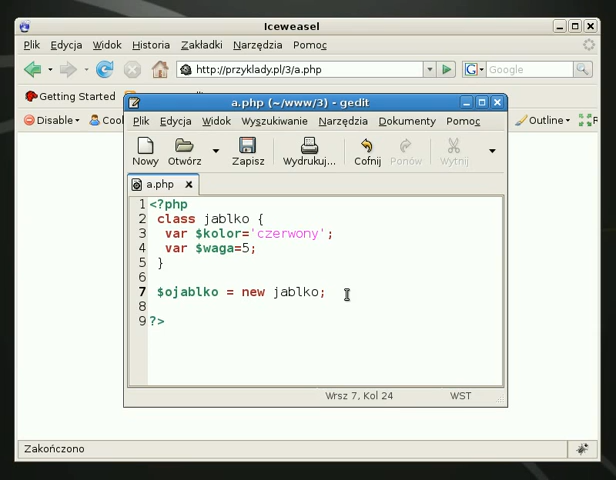 Iceweasel
Plik Edycja Widok Historia Zakładki Narzędzia Pomoc
http://przyklady.pl/3/a.php Google
Getting Started
Disable Outline
a.php (~/www/3) - gedit
Plik Edycja Widok Wyszukiwanie Narzędzia Dokumenty Pomoc
Nowy Otwórz Zapisz Wydrukuj... Cofnij Ponów Wytnij
a.php
1 <?php
2 class jablko {
3 var $kolor='czerwony';
4 var $waga=5;
5 }
6
7 $ojablko = new jablko;
8
9 ?>
Wrsz 7, Kol 24 WST
Zakończono